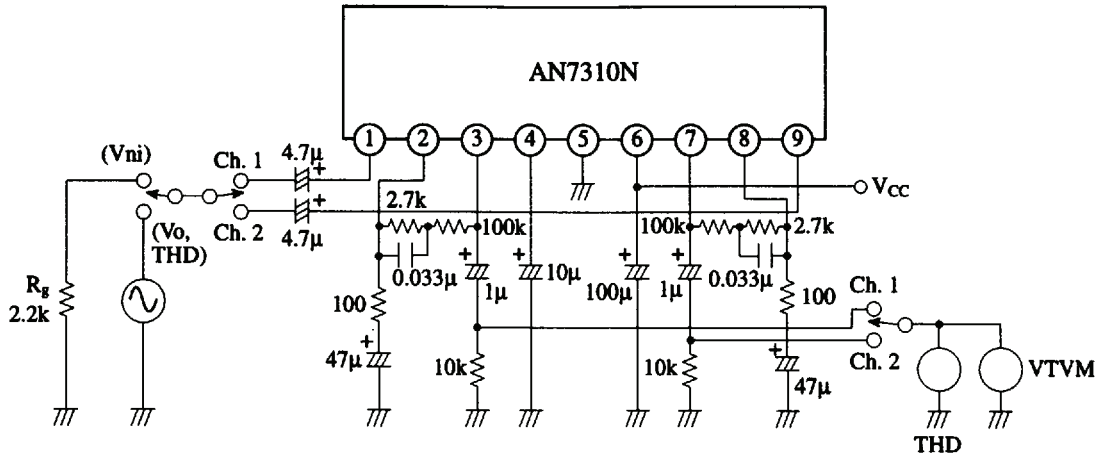 AN7310N
1 2 3 4 5 6 7 8 9
(Vni)
Ch. 1
4.7μ
+
VCC
+
2.7k
100k
100k
2.7k
(Vo,
THD)
Ch. 2
4.7μ
0.033μ
+
1μ
+
10μ
+
100μ
+
1μ
0.033μ
Rg
2.2k
100
100
Ch. 1
+
47μ
10k
10k
+
47μ
Ch. 2
VTVM
THD